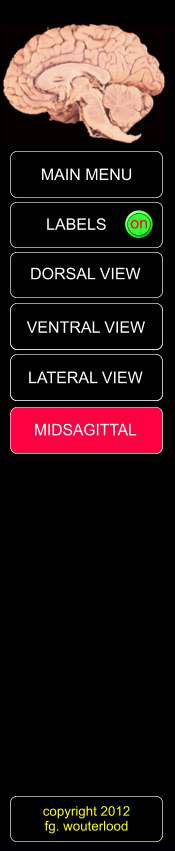 MAIN MENU
LABELS on
DORSAL VIEW
VENTRAL VIEW
LATERAL VIEW
MIDSAGITTAL
copyright 2012
fg. wouterlood